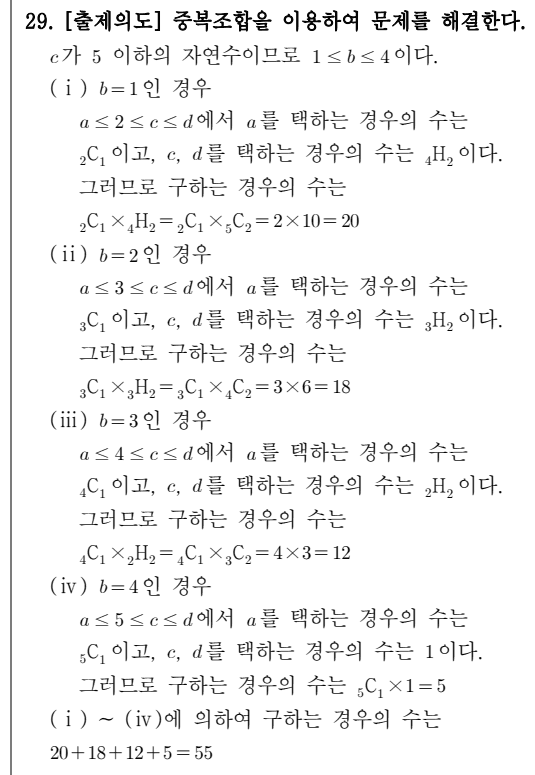 29. [출제의도] 중복조합을 이용하여 문제를 해결한다.
c가 5 이하의 자연수이므로 1≤b≤4이다.
(ⅰ) b=1인 경우
a≤2≤c≤d에서 a를 택하는 경우의 수는
₂C₁이고, c, d를 택하는 경우의 수는 ₄H₂이다.
그러므로 구하는 경우의 수는
₂C₁×₄H₂=₂C₁×₅C₂=2×10=20
(ⅱ) b=2인 경우
a≤3≤c≤d에서 a를 택하는 경우의 수는
₃C₁이고, c, d를 택하는 경우의 수는 ₃H₂이다.
그러므로 구하는 경우의 수는
₃C₁×₃H₂=₃C₁×₄C₂=3×6=18
(ⅲ) b=3인 경우
a≤4≤c≤d에서 a를 택하는 경우의 수는
₄C₁이고, c, d를 택하는 경우의 수는 ₂H₂이다.
그러므로 구하는 경우의 수는
₄C₁×₂H₂=₄C₁×₃C₂=4×3=12
(ⅳ) b=4인 경우
a≤5≤c≤d에서 a를 택하는 경우의 수는
₅C₁이고, c, d를 택하는 경우의 수는 1이다.
그러므로 구하는 경우의 수는 ₅C₁×1=5
(ⅰ) ~ (ⅳ)에 의하여 구하는 경우의 수는
20+18+12+5=55